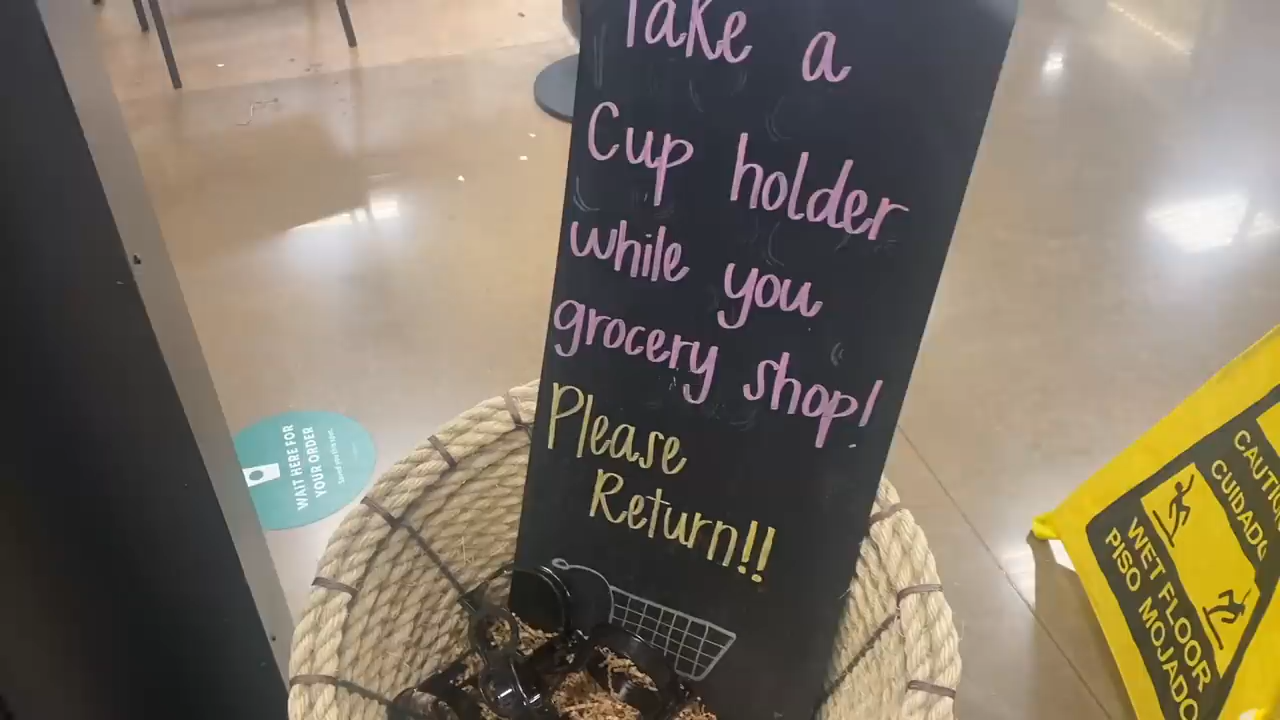 Take a
Cup holder
while you
grocery shop!
Please
Return!!
WAIT HERE FOR
YOUR ORDER
CUIDADO
WET FLOOR
PISO MOJADO